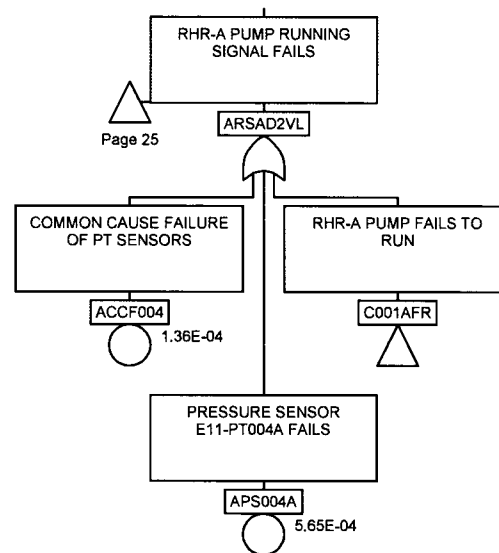 RHR-A PUMP RUNNING
SIGNAL FAILS
Page 25
ARSAD2VL
COMMON CAUSE FAILURE
OF PT SENSORS
ACCF004
1.36E-04
RHR-A PUMP FAILS TO
RUN
C001AFR
PRESSURE SENSOR
E11-PT004A FAILS
APS004A
5.65E-04